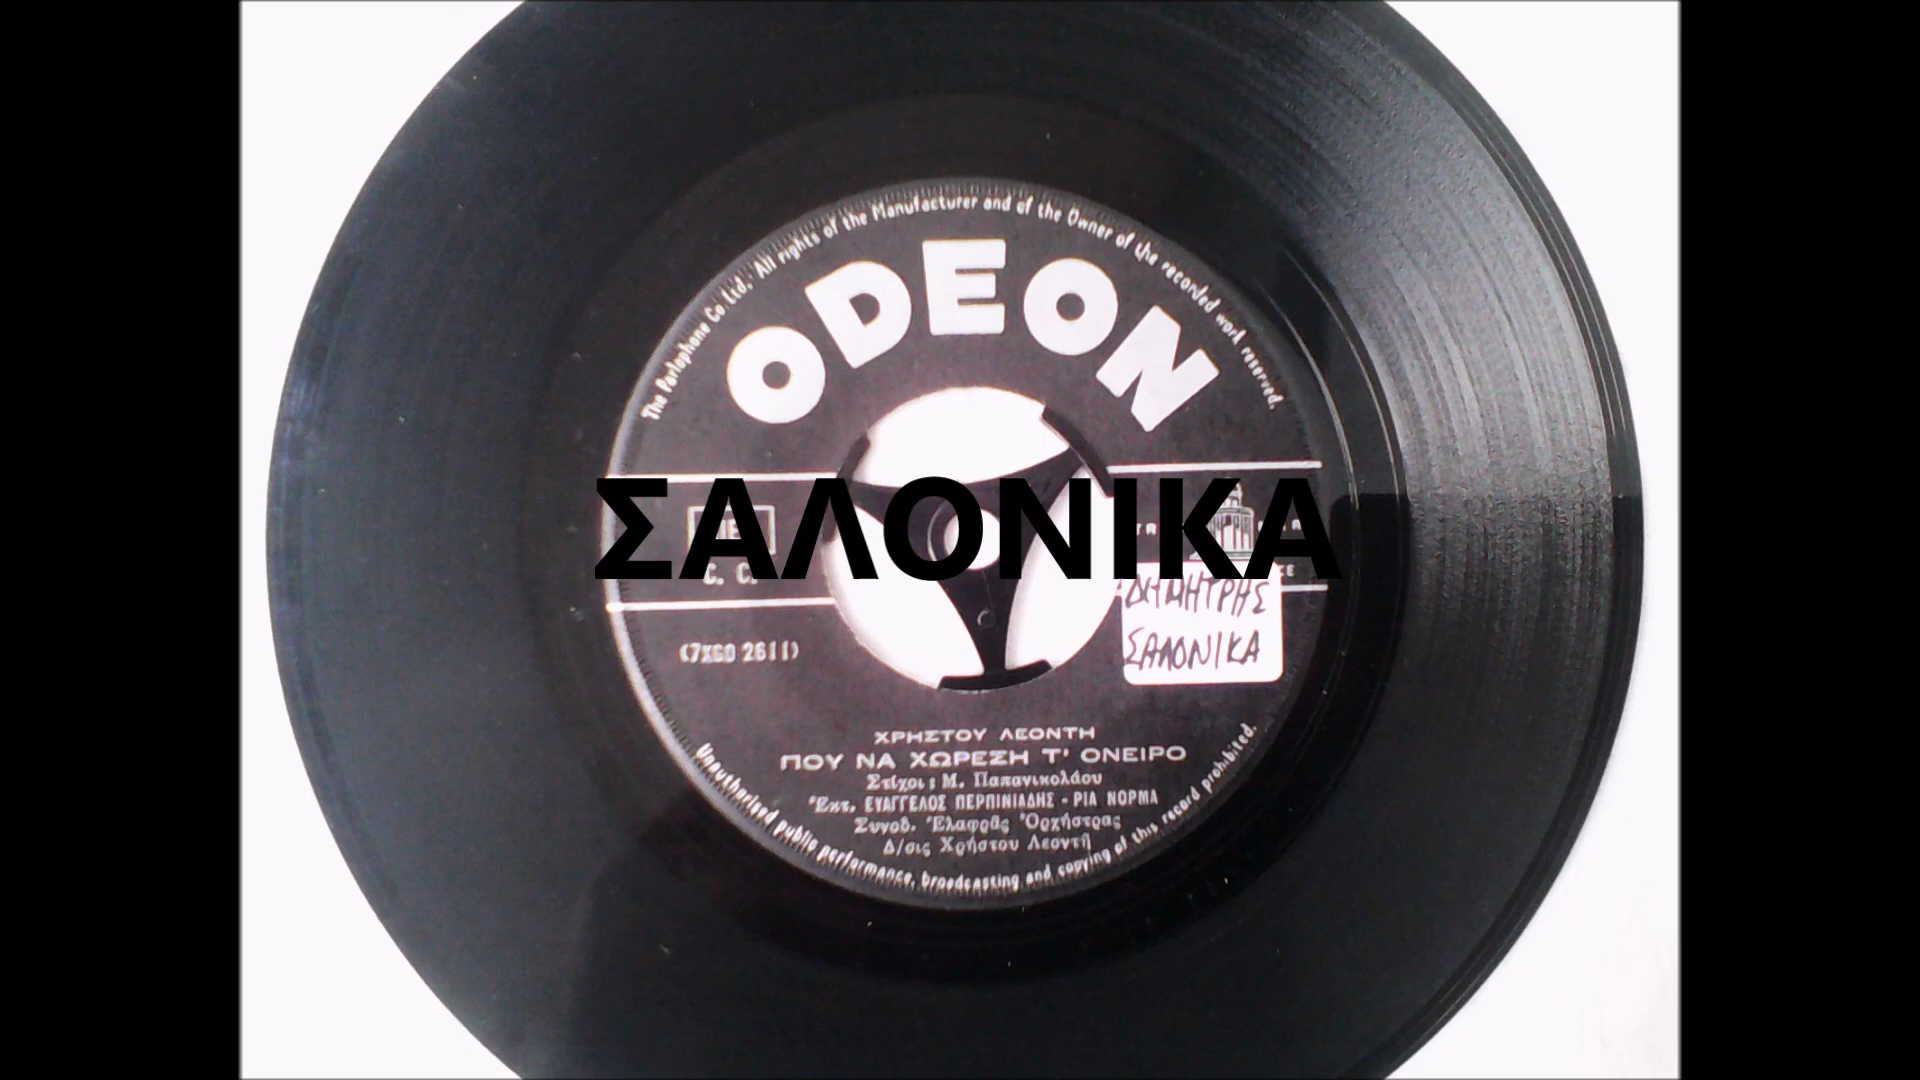 The Parlophone Co. Ltd. All rights of the Manufacturer and of the Owner of the recorded work reserved.
ODEON
ΣΑΛΟΝΙΚΑ
C. C.
ΔΗΜΗΤΡΗΣ
ΣΑΛΟΝΙΚΑ
(7XGO 2611)
ΧΡΗΣΤΟΥ ΛΕΟΝΤΗ
ΠΟΥ ΝΑ ΧΩΡΕΣΗ Τ' ΟΝΕΙΡΟ
Στίχοι : Μ. Παπανικολάου
Ἐκτ. ΕΥΑΓΓΕΛΟΣ ΠΕΡΠΙΝΙΑΔΗΣ - ΡΙΑ ΝΟΡΜΑ
Συνοδ. Ἐλαφρᾶς Ὀρχήστρας
Δ/σις Χρήστου Λεοντῆ
Unauthorised public performance, broadcasting and copying of this record prohibited.